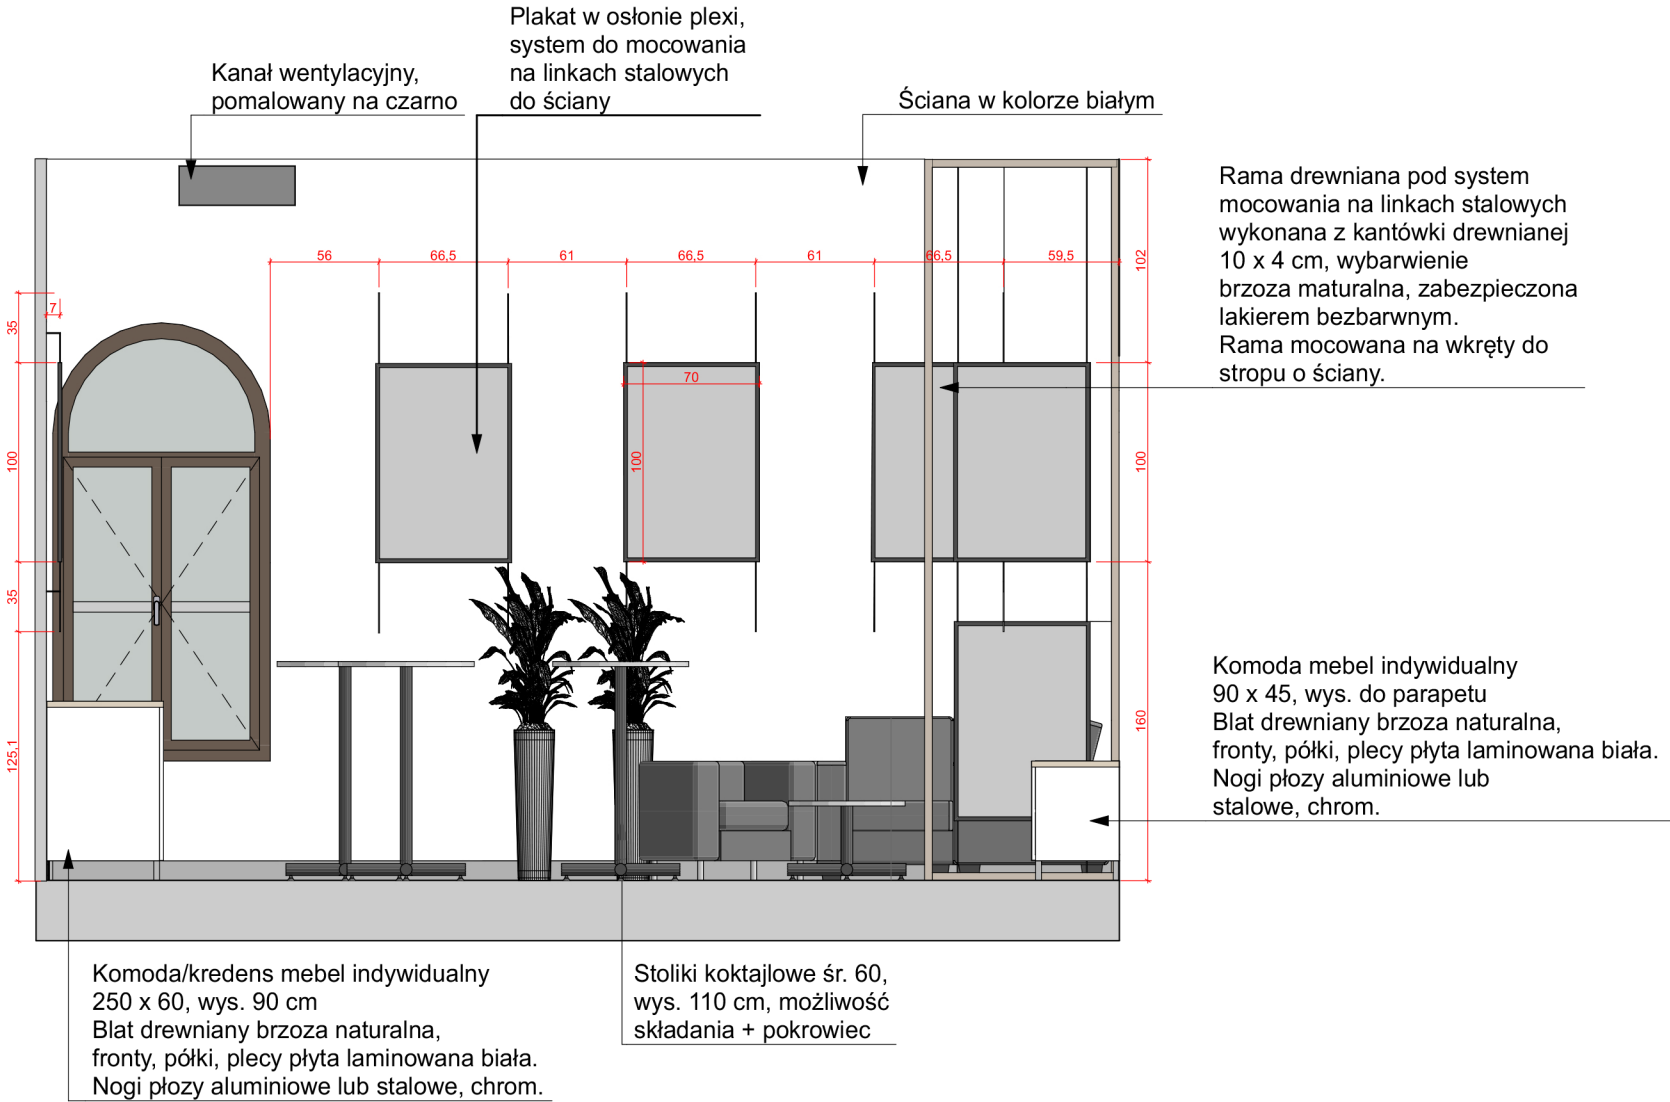 Plakat w osłonie plexi,
system do mocowania
na linkach stalowych
do ściany
Kanał wentylacyjny,
pomalowany na czarno
Ściana w kolorze białym
Rama drewniana pod system
mocowania na linkach stalowych
wykonana z kantówki drewnianej
10 x 4 cm, wybarwienie
brzoza maturalna, zabezpieczona
lakierem bezbarwnym.
Rama mocowana na wkręty do
stropu o ściany.
56
66,5
61
66,5
61
66,5
59,5
102
7
35
70
100
100
100
35
125,1
160
Komoda mebel indywidualny
90 x 45, wys. do parapetu
Blat drewniany brzoza naturalna,
fronty, półki, plecy płyta laminowana biała.
Nogi płozy aluminiowe lub
stalowe, chrom.
Komoda/kredens mebel indywidualny
250 x 60, wys. 90 cm
Blat drewniany brzoza naturalna,
fronty, półki, plecy płyta laminowana biała.
Nogi płozy aluminiowe lub stalowe, chrom.
Stoliki koktajlowe śr. 60,
wys. 110 cm, możliwość
składania + pokrowiec